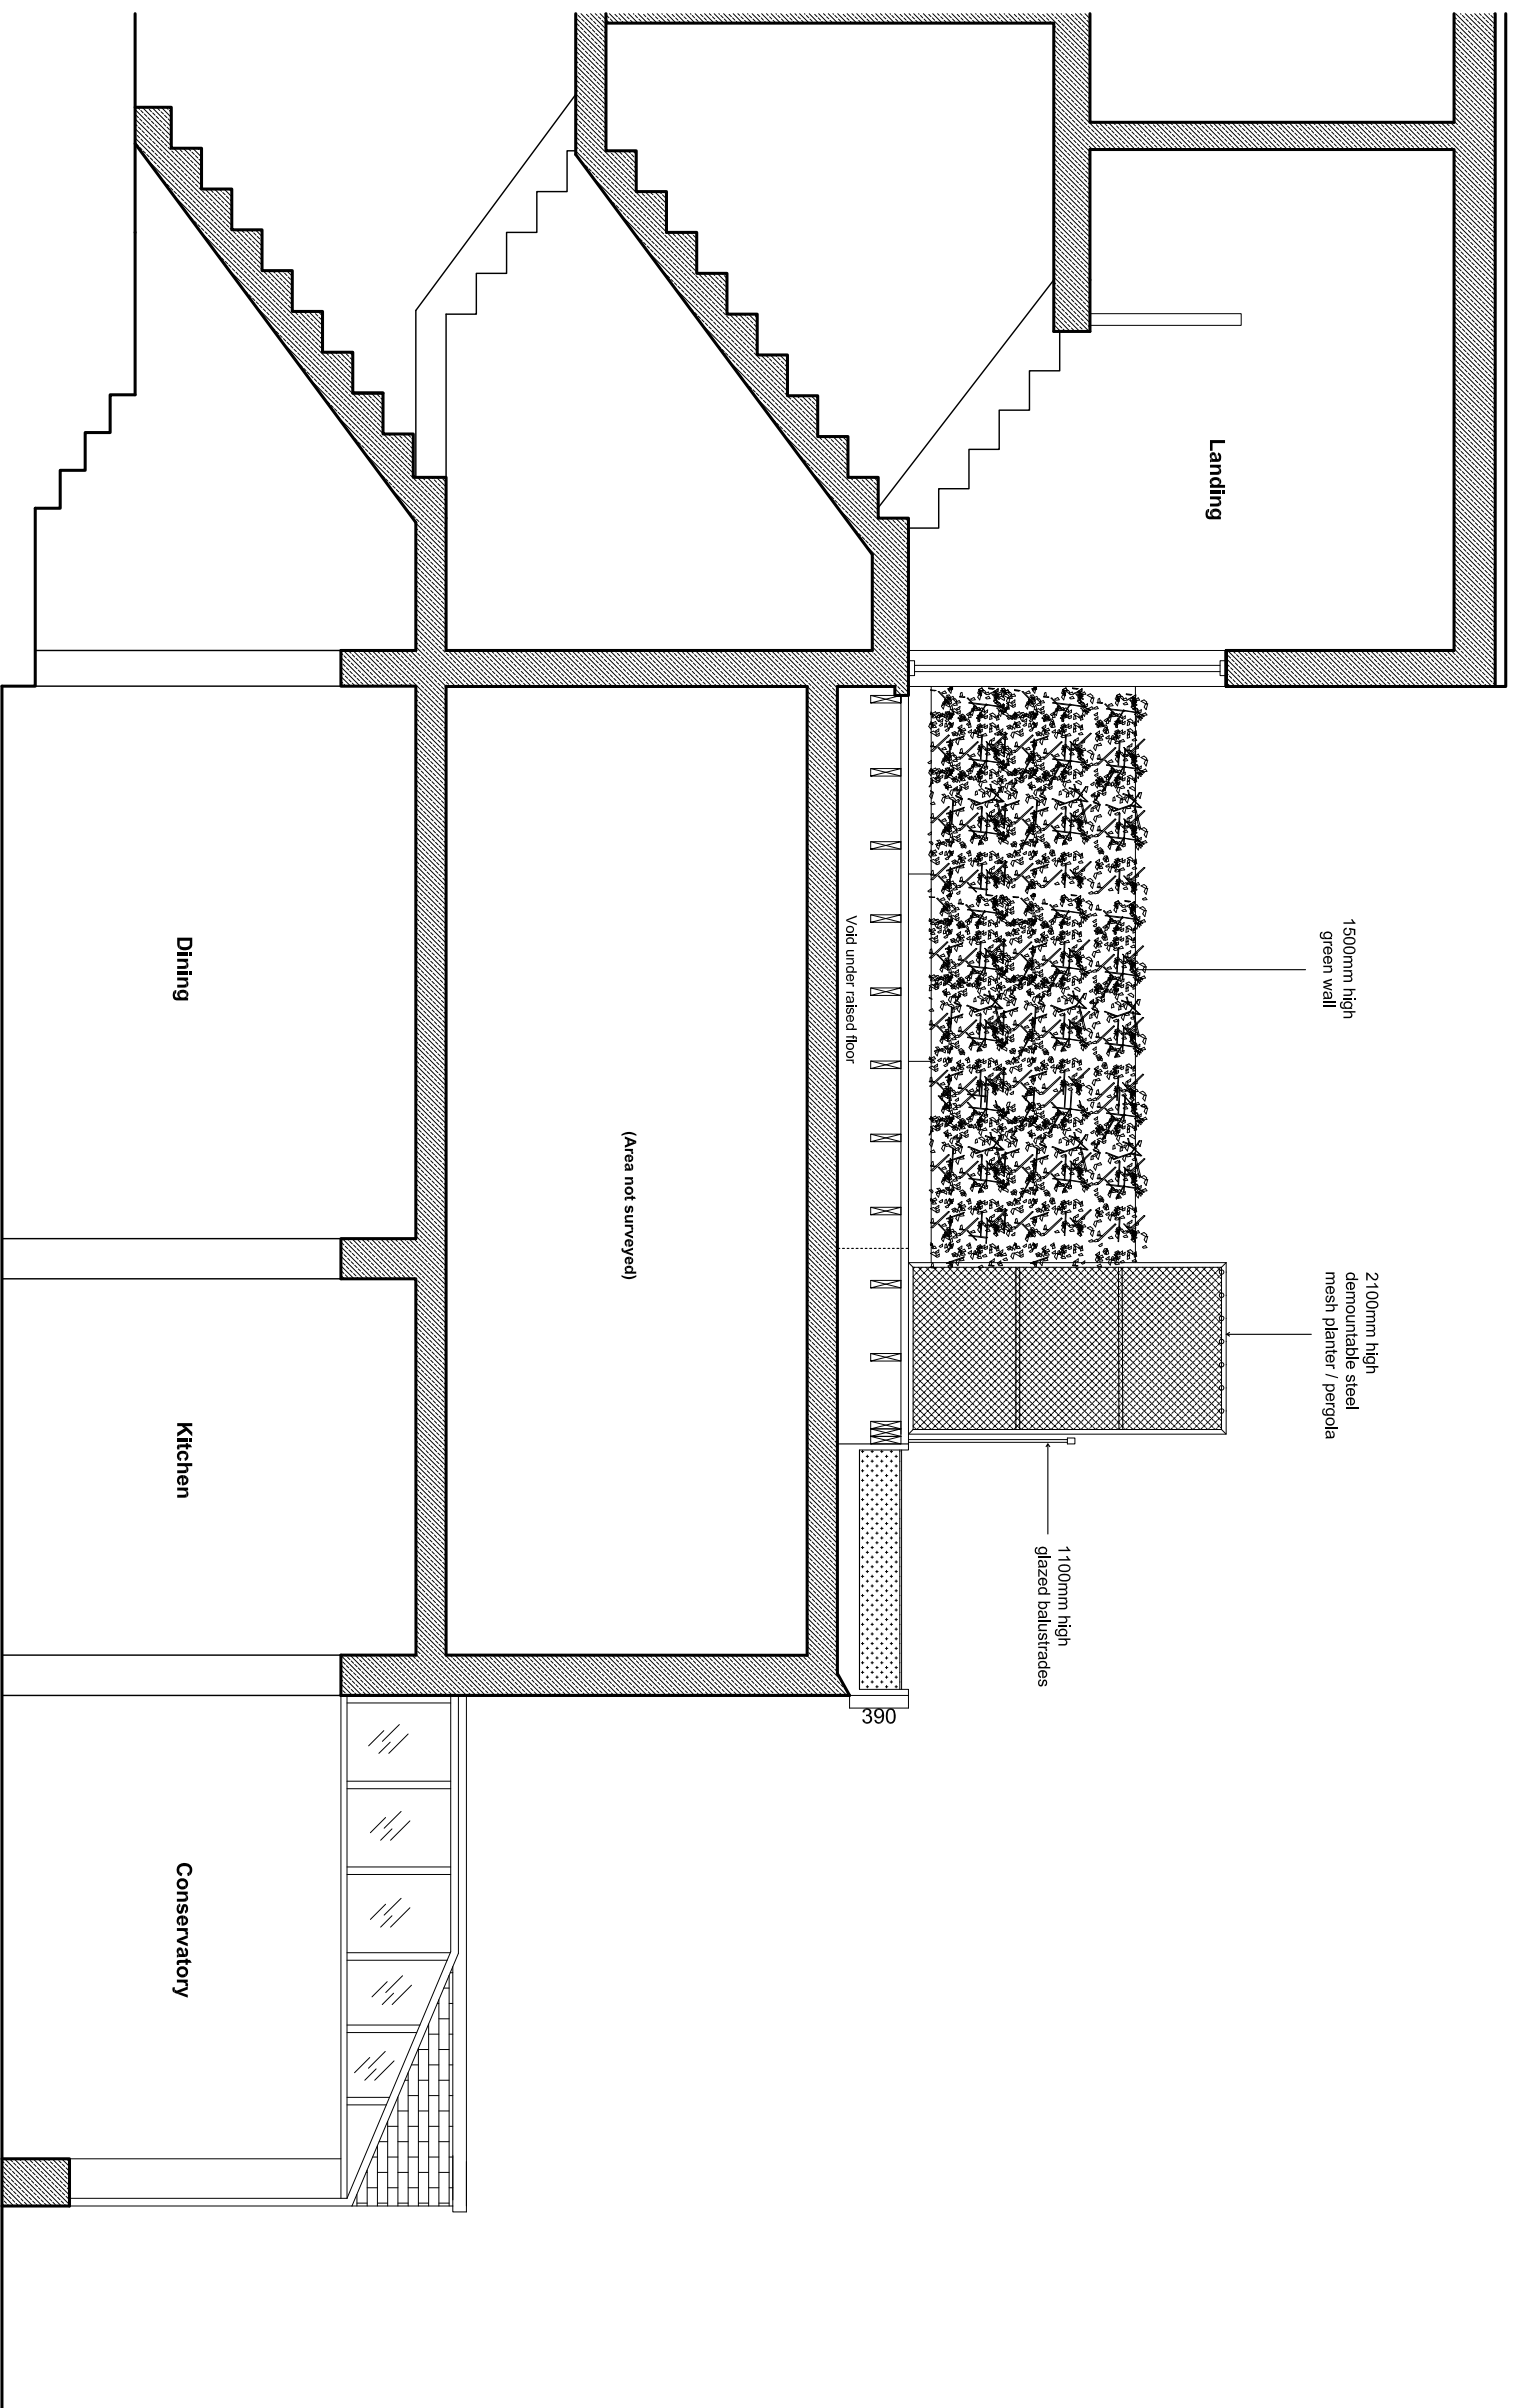 1500mm high
green wall
2100mm high
demountable steel
mesh planter / pergola
Landing
1100mm high
glazed balustrades
Void under raised floor
390
(Area not surveyed)
Dining
Kitchen
Conservatory